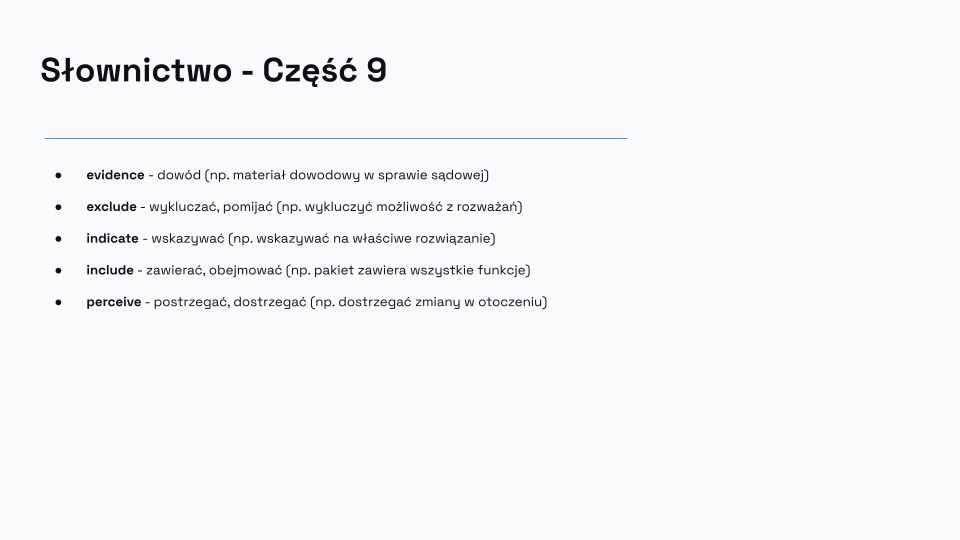 Słownictwo - Część 9
● evidence - dowód (np. materiał dowodowy w sprawie sądowej)
● exclude - wykluczać, pomijać (np. wykluczyć możliwość z rozważań)
● indicate - wskazywać (np. wskazywać na właściwe rozwiązanie)
● include - zawierać, obejmować (np. pakiet zawiera wszystkie funkcje)
● perceive - postrzegać, dostrzegać (np. dostrzegać zmiany w otoczeniu)